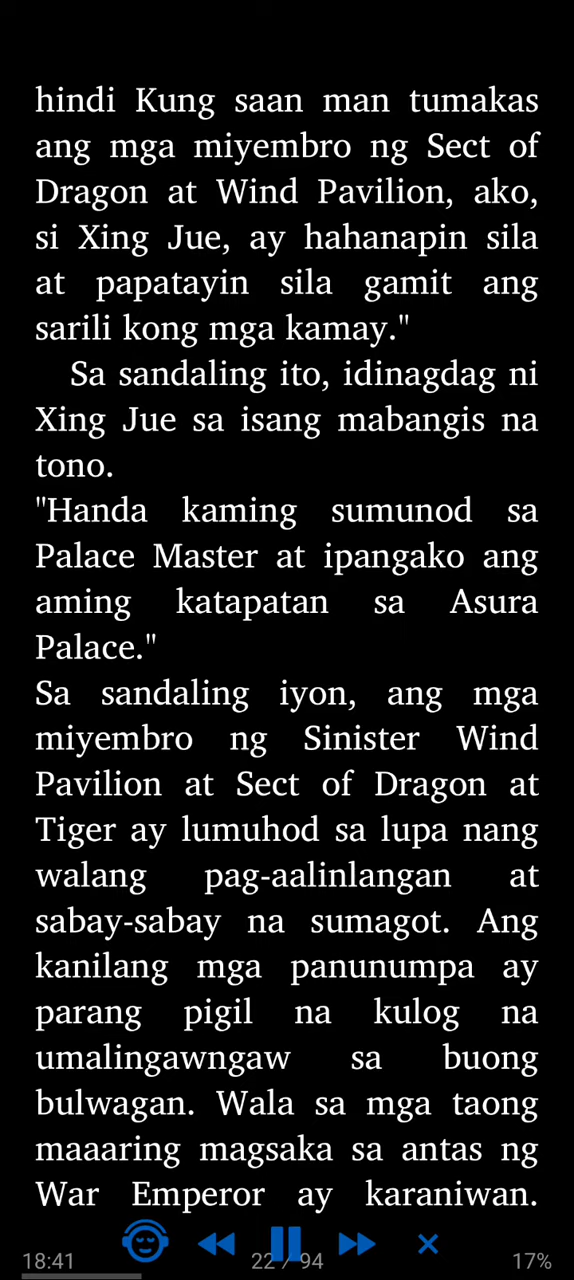 hindi Kung saan man tumakas
ang mga miyembro ng Sect of
Dragon at Wind Pavilion, ako,
si Xing Jue, ay hahanapin sila
at papatayin sila gamit ang
sarili kong mga kamay."
Sa sandaling ito, idinagdag ni
Xing Jue sa isang mabangis na
tono.
"Handa kaming sumunod sa
Palace Master at ipangako ang
aming katapatan sa Asura
Palace."
Sa sandaling iyon, ang mga
miyembro ng Sinister Wind
Pavilion at Sect of Dragon at
Tiger ay lumuhod sa lupa nang
walang pag-aalinlangan at
sabay-sabay na sumagot. Ang
kanilang mga panunumpa ay
parang pigil na kulog na
umalingawngaw sa buong
bulwagan. Wala sa mga taong
maaaring magsaka sa antas ng
War Emperor ay karaniwan.
18:41 22 / 94 17%